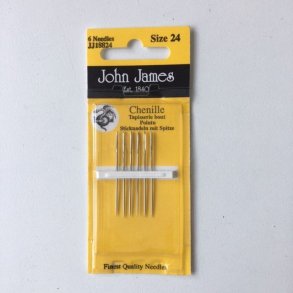 6 Needles
JJ18824
Size 24
John James
Est. 1840
Chenille
Tapisserie bout
Pointu
Sticknadeln mit Spitze
Finest Quality Needles